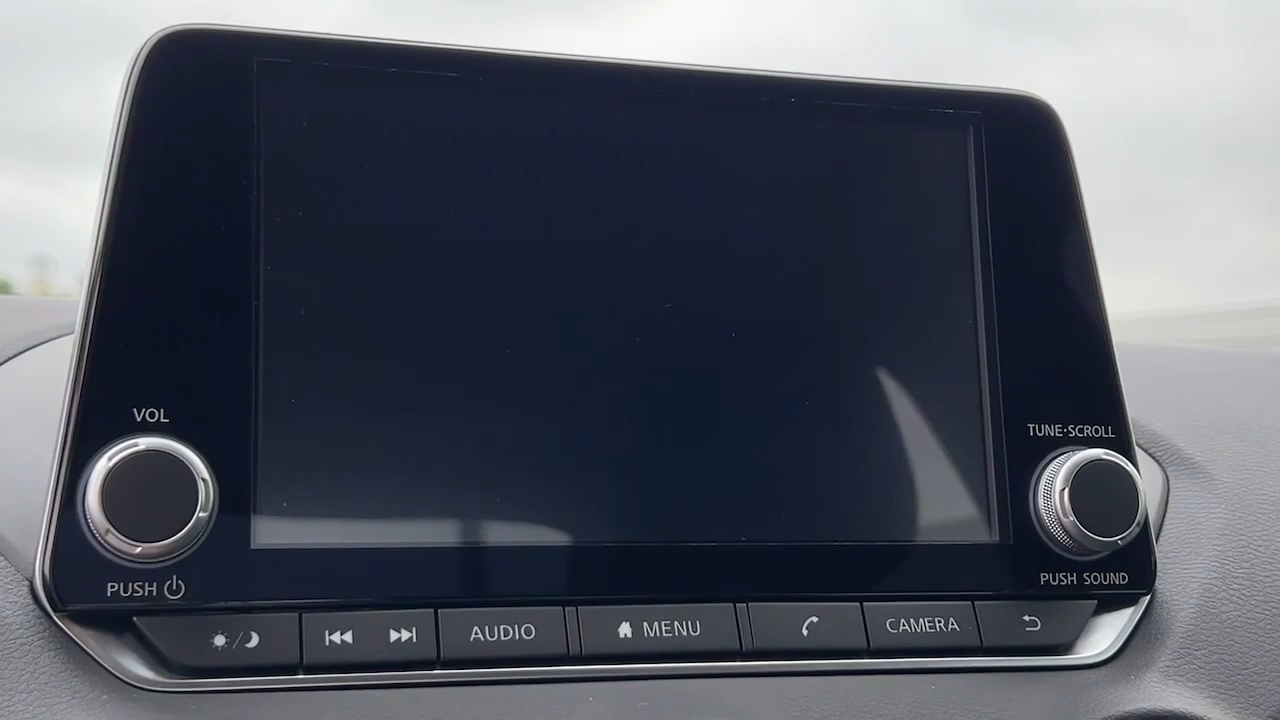 VOL
TUNE·SCROLL
PUSH
PUSH SOUND
AUDIO
MENU
CAMERA